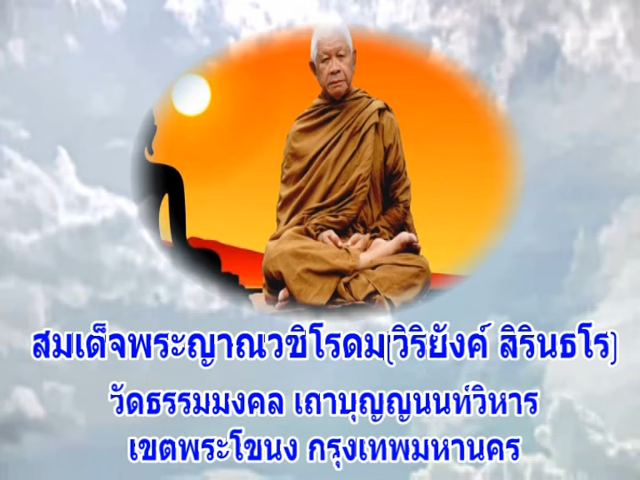 สมเด็จพระญาณวชิโรดม(วิริยังค์ สิรินธโร)
วัดธรรมมงคล เถาบุญญนนท์วิหาร
เขตพระโขนง กรุงเทพมหานคร